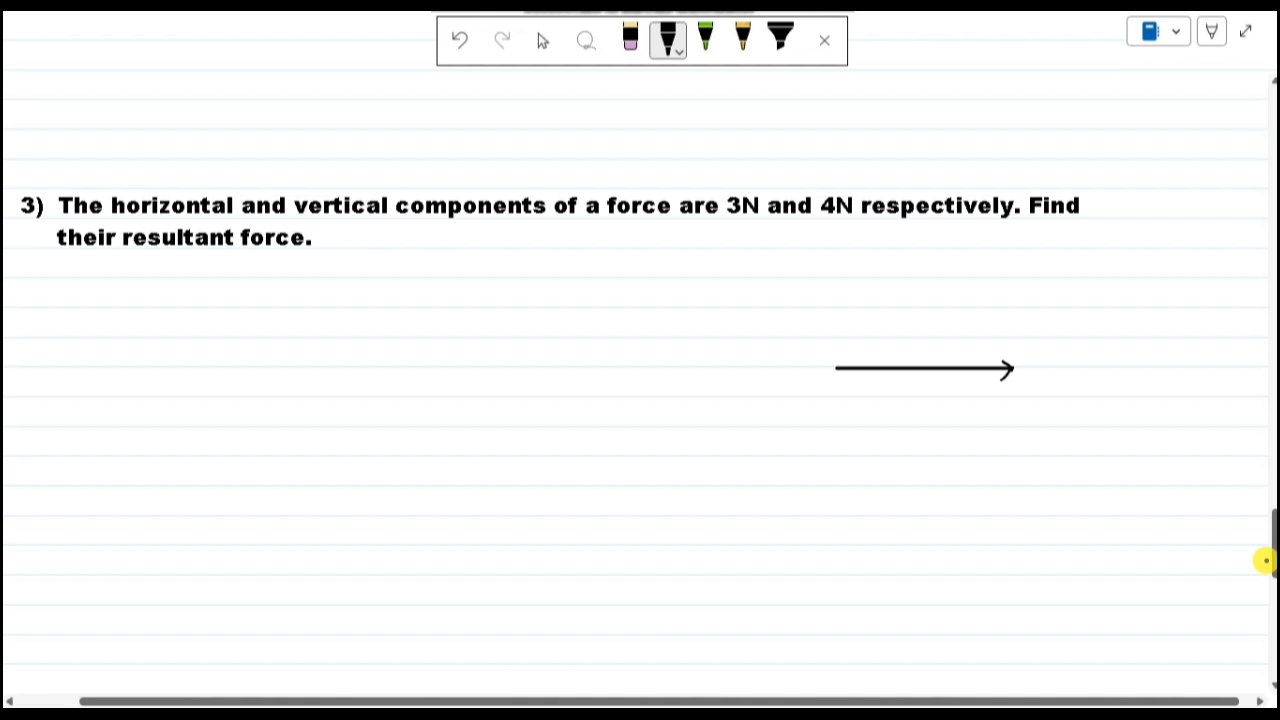 3) The horizontal and vertical components of a force are 3N and 4N respectively. Find
their resultant force.